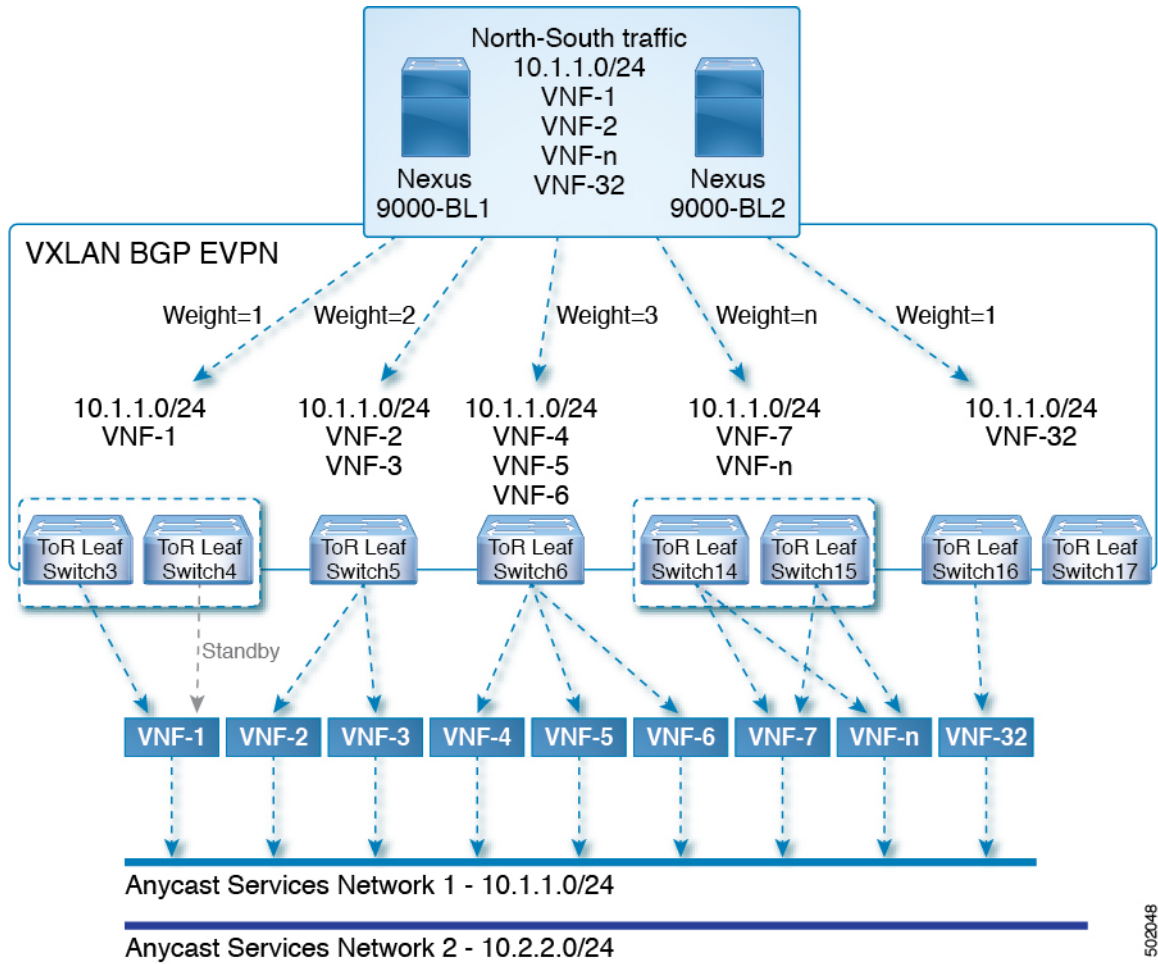 North-South traffic
10.1.1.0/24
VNF-1
VNF-2
VNF-n
VNF-32
Nexus
9000-BL1
Nexus
9000-BL2
VXLAN BGP EVPN
Weight=1
Weight=2
Weight=3
Weight=n
Weight=1
10.1.1.0/24
VNF-1
10.1.1.0/24
VNF-2
VNF-3
10.1.1.0/24
VNF-4
VNF-5
VNF-6
10.1.1.0/24
VNF-7
VNF-n
10.1.1.0/24
VNF-32
ToR Leaf
Switch3
ToR Leaf
Switch4
ToR Leaf
Switch5
ToR Leaf
Switch6
ToR Leaf
Switch14
ToR Leaf
Switch15
ToR Leaf
Switch16
ToR Leaf
Switch17
Standby
VNF-1
VNF-2
VNF-3
VNF-4
VNF-5
VNF-6
VNF-7
VNF-n
VNF-32
Anycast Services Network 1 - 10.1.1.0/24
Anycast Services Network 2 - 10.2.2.0/24
502048